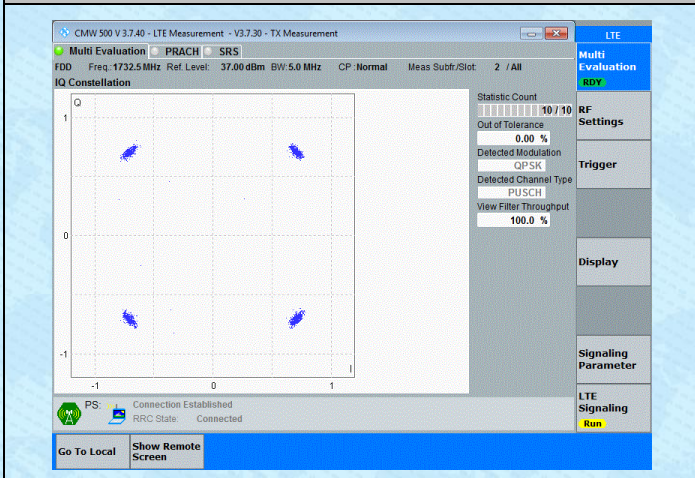 CMW 500 V 3.7.40 - LTE Measurement - V3.7.30 - TX Measurement
LTE
Multi Evaluation PRACH SRS
FDD Freq.:1732.5 MHz Ref. Level: 37.00 dBm BW:5.0 MHz CP :Normal Meas Subfr./Slot: 2 / All
IQ Constellation
Q
1
0
-1
-1 0 1
I
Statistic Count
10 / 10
Out of Tolerance
0.00 %
Detected Modulation
QPSK
Detected Channel Type
PUSCH
View Filter Throughput
100.0 %
Multi
Evaluation
RDY
RF
Settings
Trigger
Display
Signaling
Parameter
LTE
Signaling
Run
PS: Connection Established
RRC State: Connected
Go To Local
Show Remote
Screen